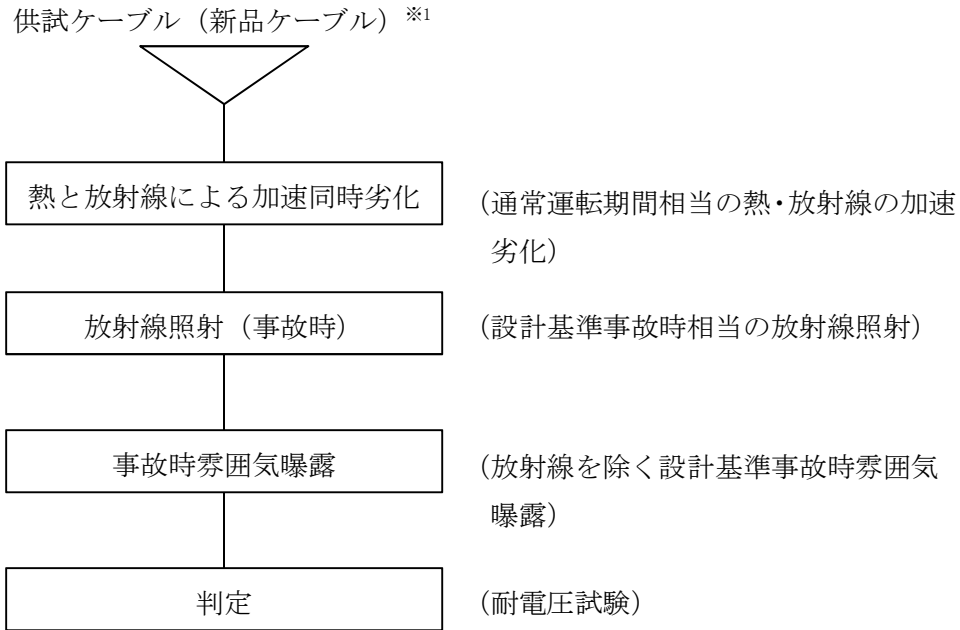 供試ケーブル（新品ケーブル）※1
熱と放射線による加速同時劣化
（通常運転期間相当の熱・放射線の加速
劣化）
放射線照射（事故時）
（設計基準事故時相当の放射線照射）
事故時雰囲気曝露
（放射線を除く設計基準事故時雰囲気
曝露）
判定
（耐電圧試験）